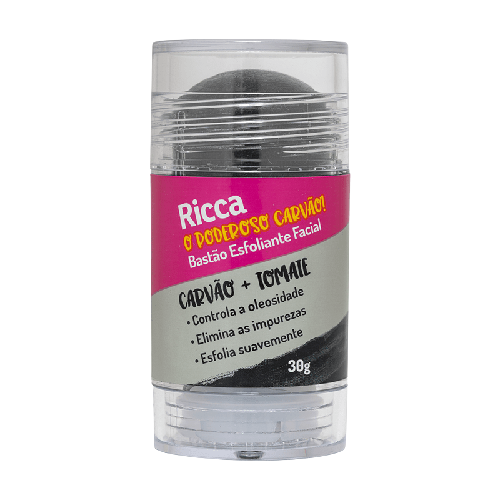 Ricca
O PODEROSO CARVÃO!
Bastão Esfoliante Facial
CARVÃO + TOMATE
• Controla a oleosidade
• Elimina as impurezas
• Esfolia suavemente
30g